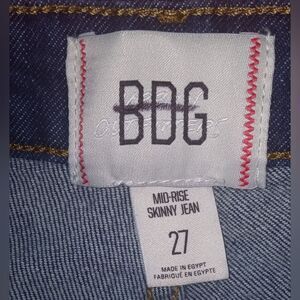 BDG
MID-RISE
SKINNY JEAN
27
MADE IN EGYPT
FABRIQUÉ EN EGYPTE